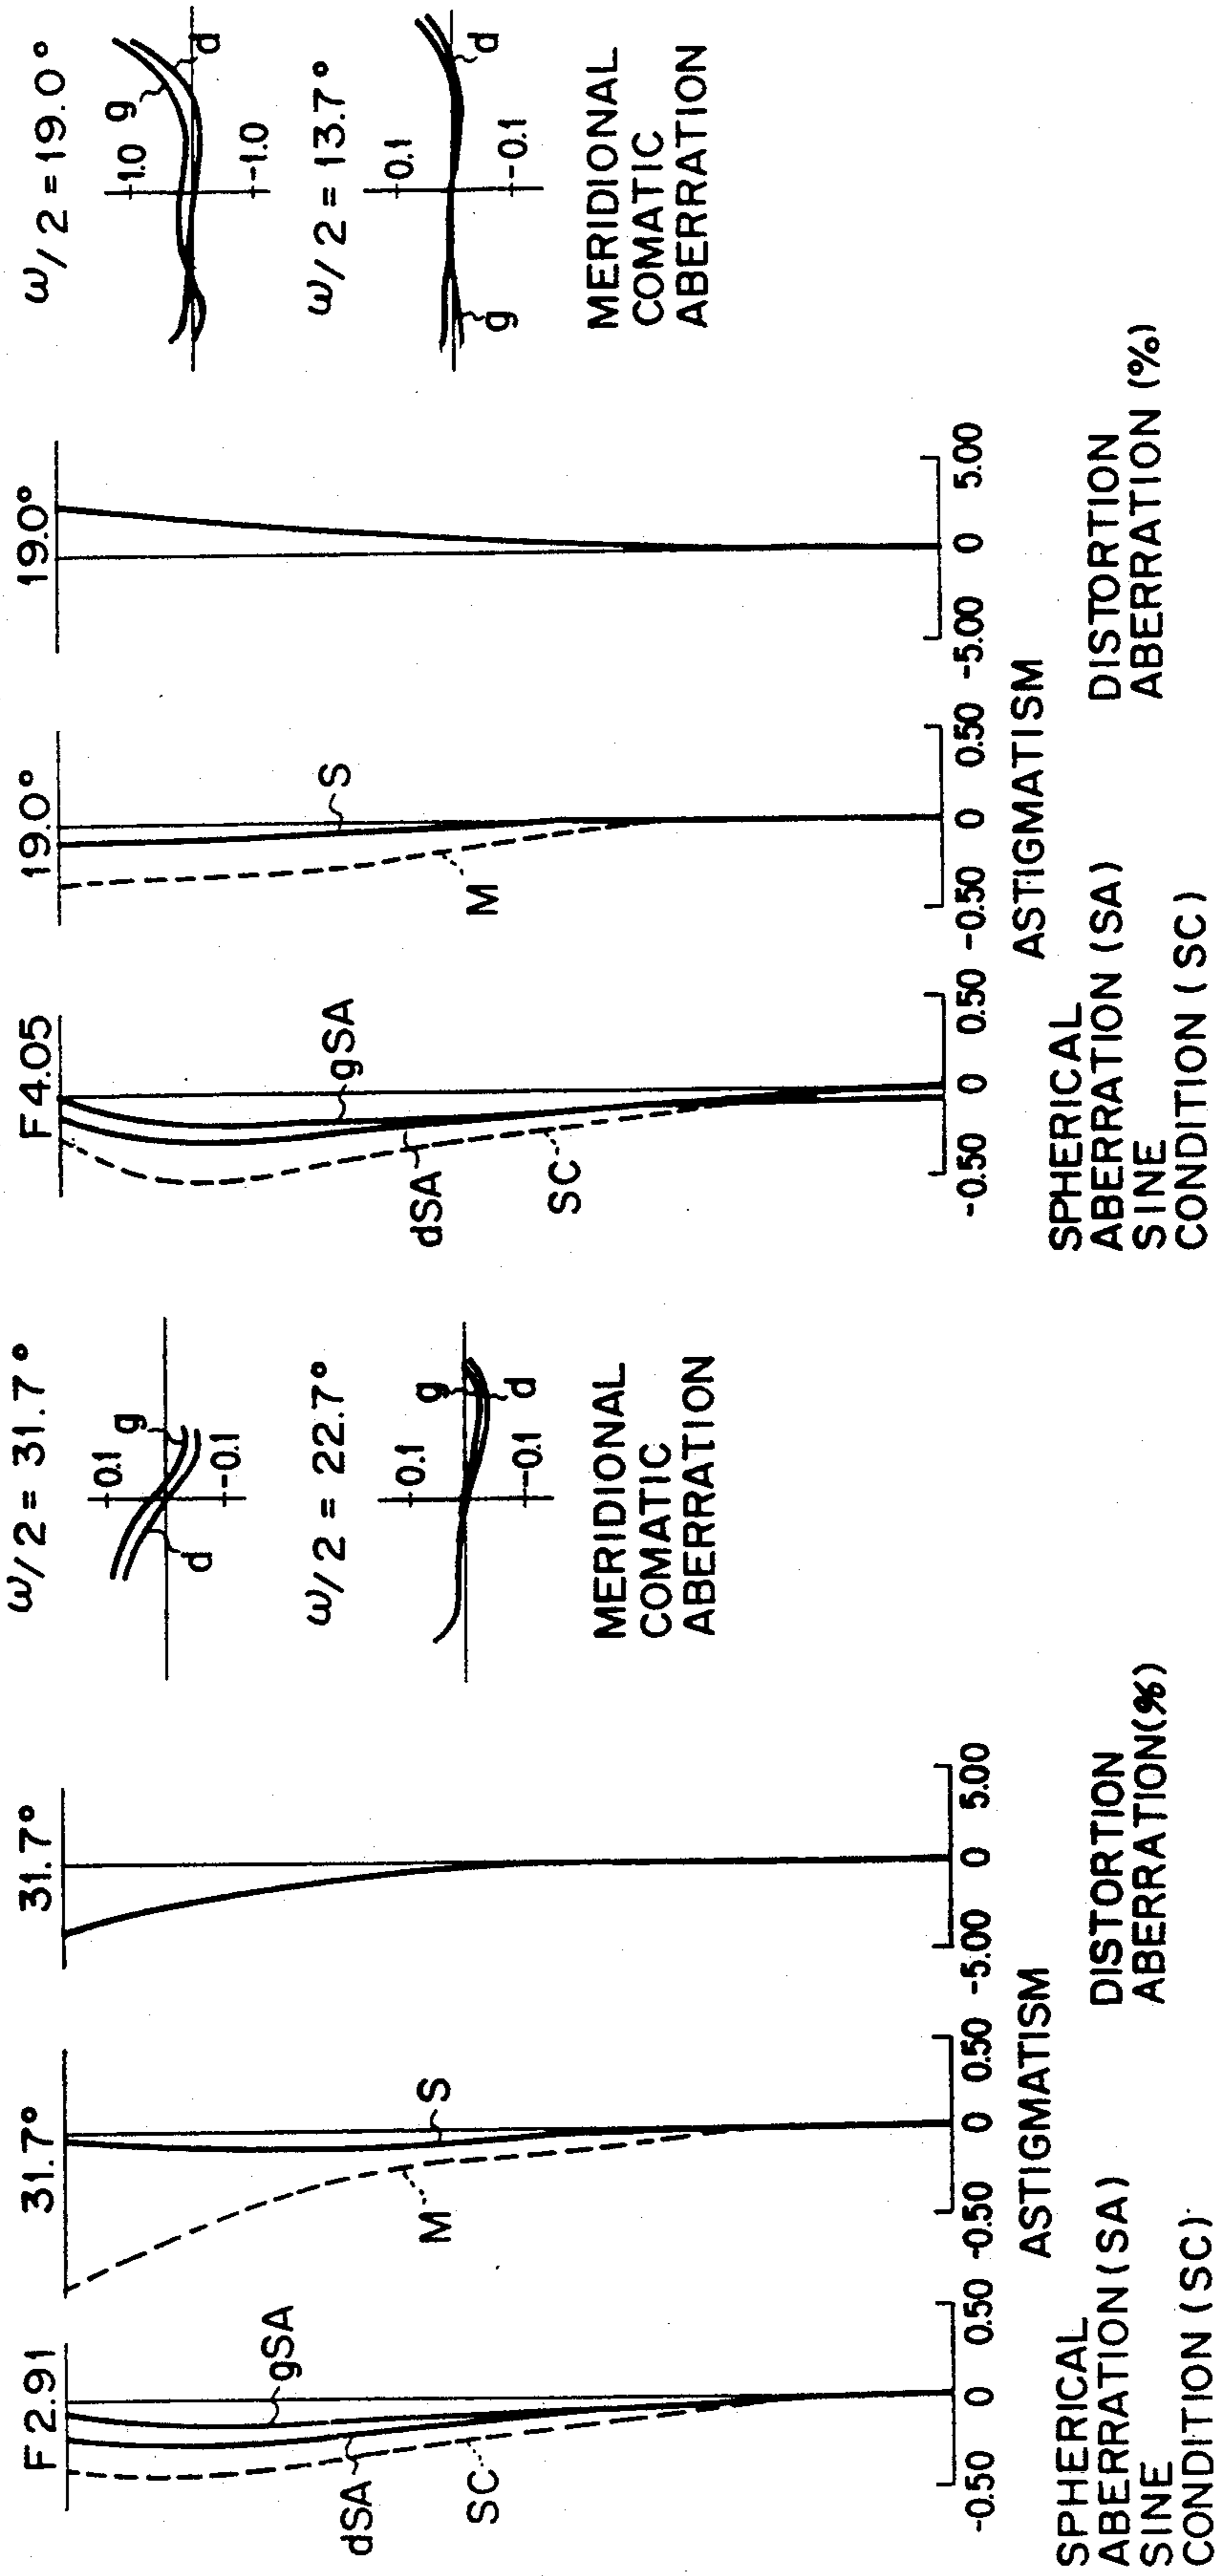 F 2.91
gSA
dSA
SC
-0.50 0 0.50
SPHERICAL
ABERRATION (SA)
SINE
CONDITION (SC)
31.7°
S
M
-0.50 0 0.50
ASTIGMATISM
31.7°
-5.00 0 5.00
DISTORTION
ABERRATION(%)
ω/2 = 31.7°
0.1
g
d
-0.1
ω/2 = 22.7°
0.1
g
d
-0.1
MERIDIONAL
COMATIC
ABERRATION
F 4.05
gSA
dSA
SC
-0.50 0 0.50
SPHERICAL
ABERRATION (SA)
SINE
CONDITION (SC)
19.0°
S
M
-0.50 0 0.50
ASTIGMATISM
19.0°
-5.00 0 5.00
DISTORTION
ABERRATION (%)
ω/2 = 19.0°
1.0
g
d
-1.0
ω/2 = 13.7°
0.1
d
g
-0.1
MERIDIONAL
COMATIC
ABERRATION